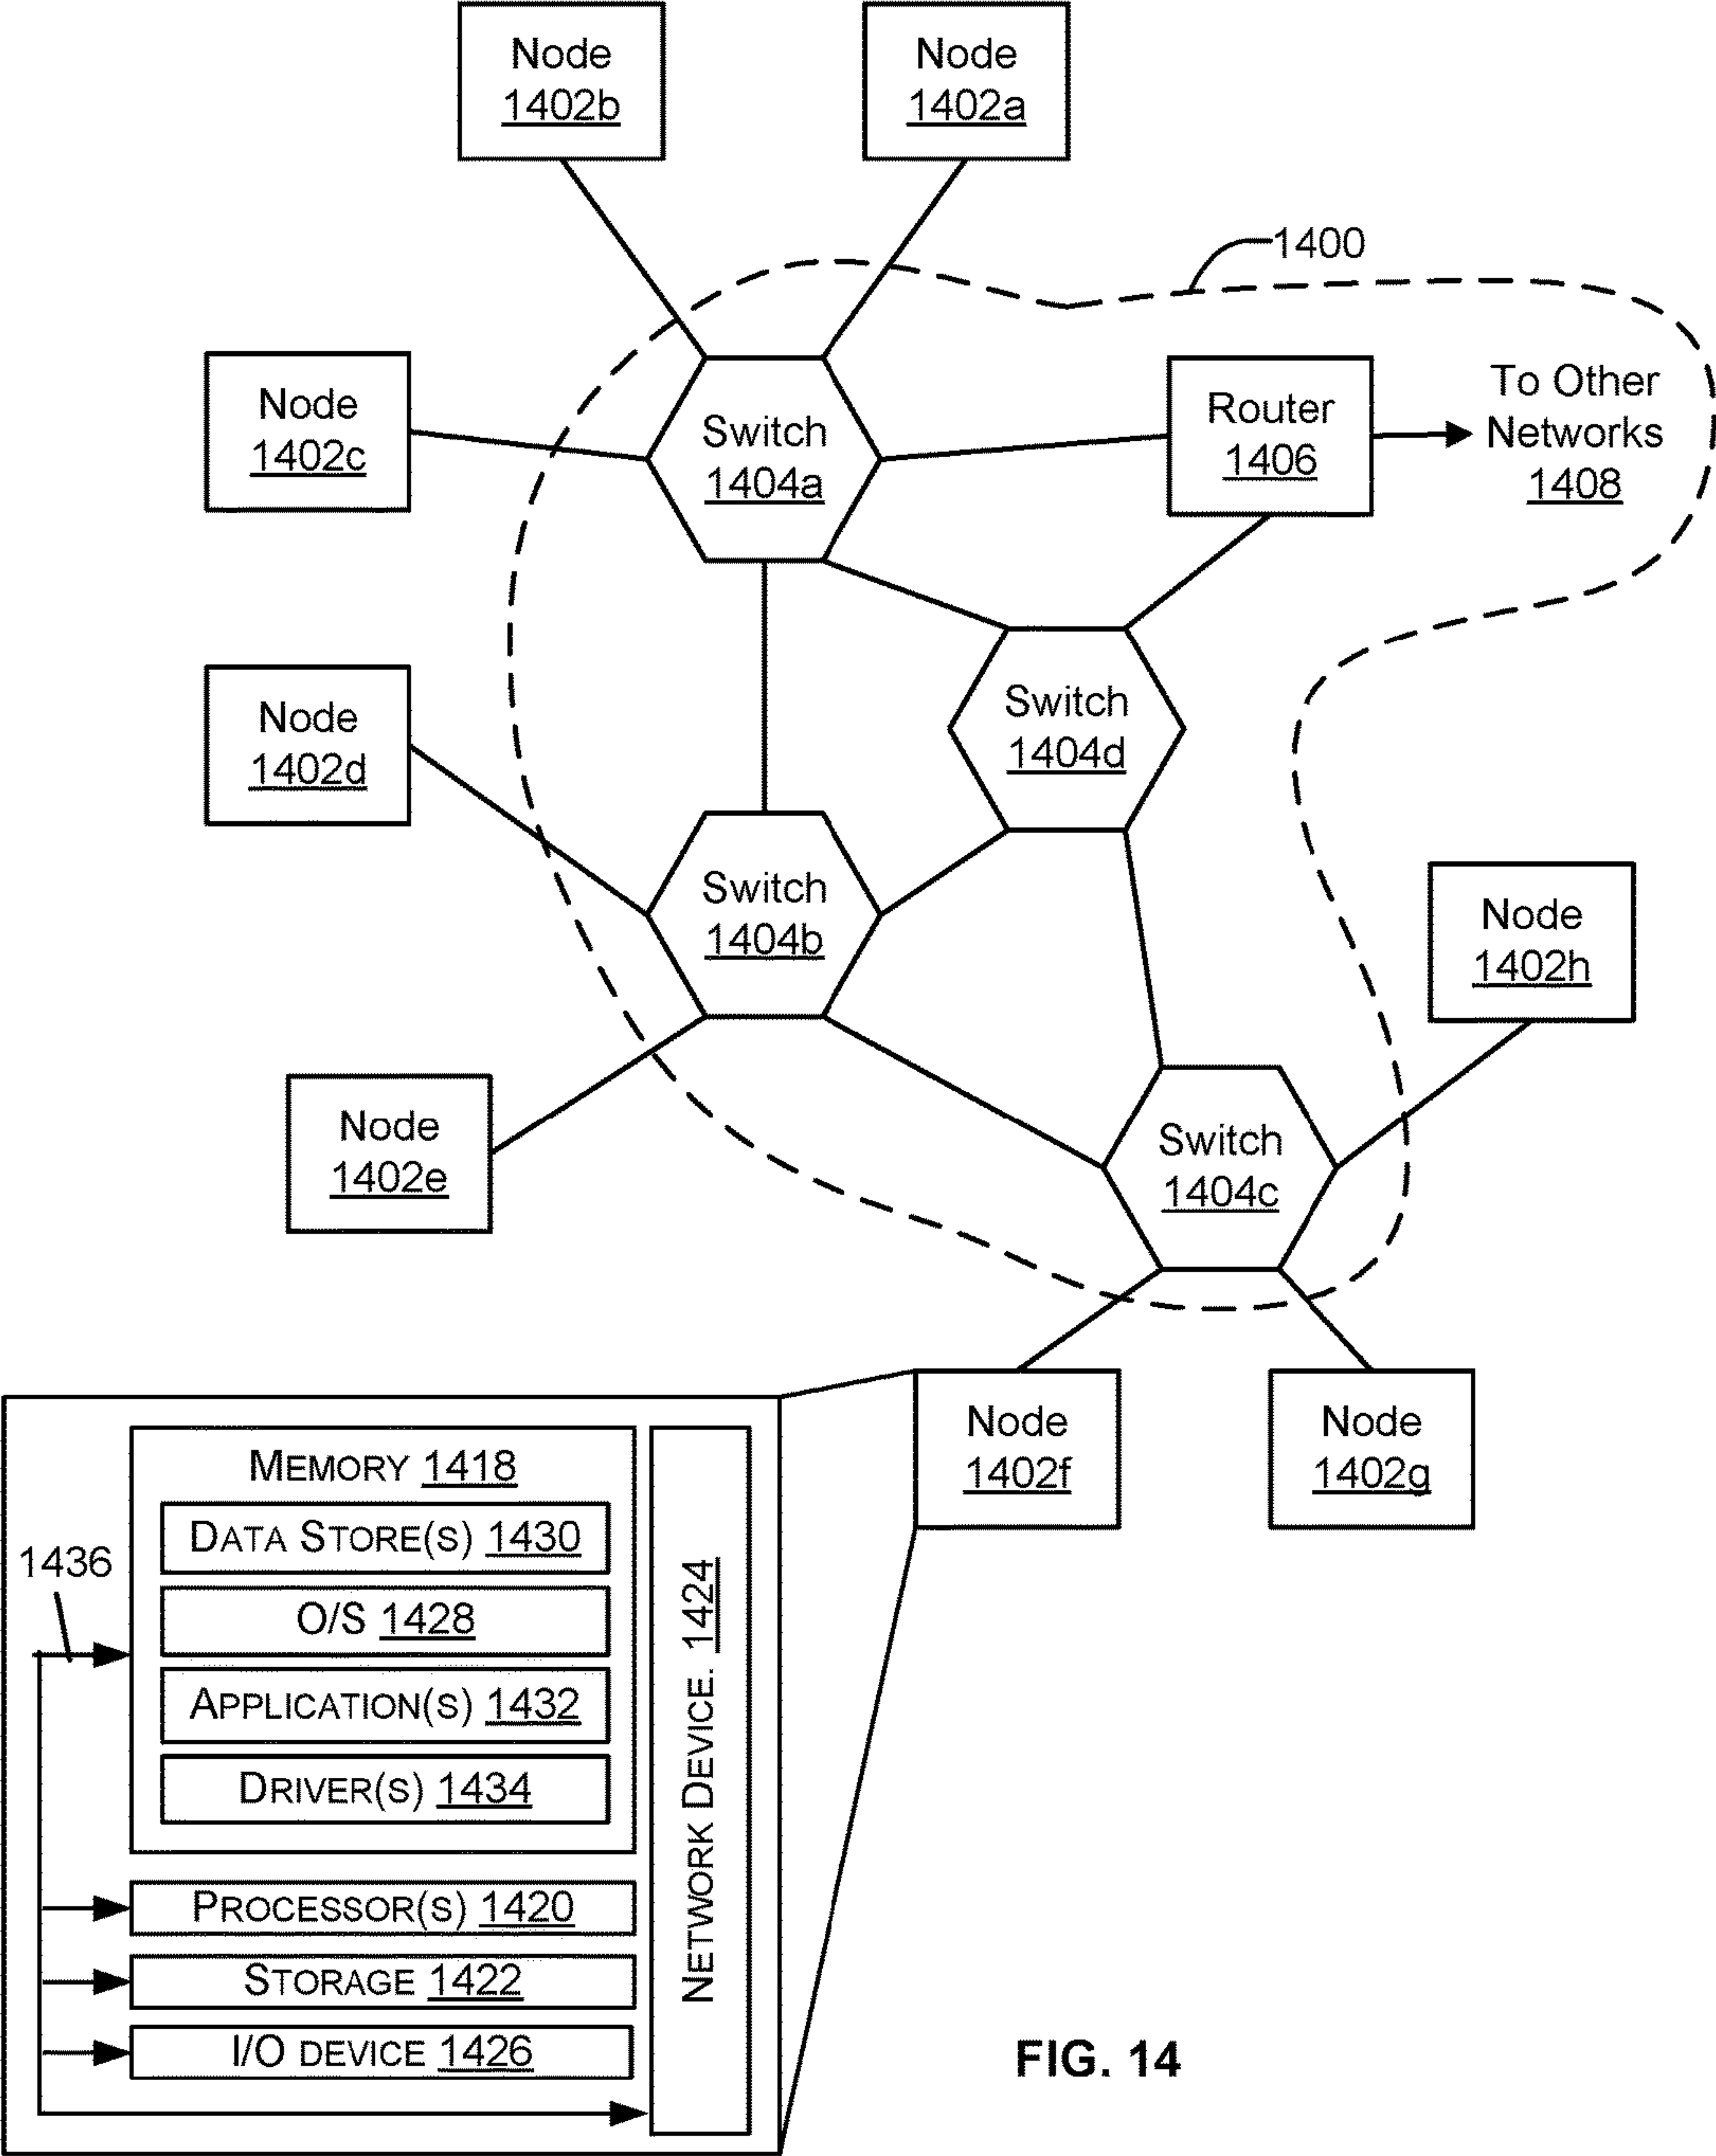 Node
1402b
Node
1402a
1400
Node
1402c
Switch
1404a
Router
1406
To Other
Networks
1408
Node
1402d
Switch
1404d
Switch
1404b
Node
1402h
Node
1402e
Switch
1404c
Node
1402f
Node
1402g
MEMORY 1418
DATA STORE(S) 1430
1436
O/S 1428
APPLICATION(S) 1432
DRIVER(S) 1434
NETWORK DEVICE. 1424
PROCESSOR(S) 1420
STORAGE 1422
I/O DEVICE 1426
FIG. 14